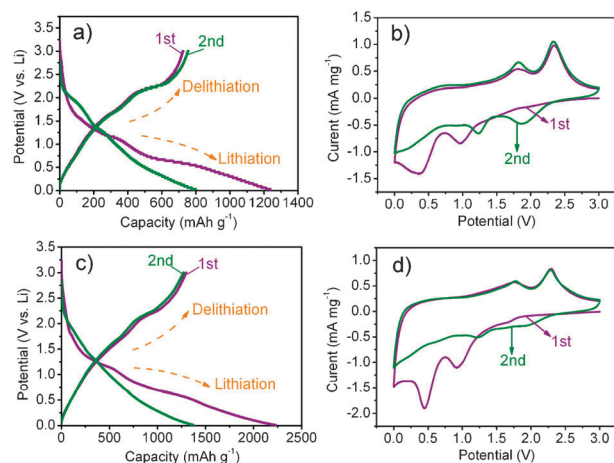 a)
1st
2nd
Delithiation
Lithiation
Potential (V vs. Li)
3.5
3.0
2.5
2.0
1.5
1.0
0.5
0.0
0 200 400 600 800 1000 1200 1400
Capacity (mAh g⁻¹)
b)
1st
2nd
Curent (mA mg⁻¹)
1.0
0.5
0.0
-0.5
-1.0
-1.5
0.0 0.5 1.0 1.5 2.0 2.5 3.0
Potential (V)
c)
2nd
1st
Delithiation
Lithiation
Potential (V vs. Li)
3.5
3.0
2.5
2.0
1.5
1.0
0.5
0.0
0 500 1000 1500 2000 2500
Capacity (mAh g⁻¹)
d)
1st
2nd
Curent (mA mg⁻¹)
1.0
0.5
0.0
-0.5
-1.0
-1.5
-2.0
0.0 0.5 1.0 1.5 2.0 2.5 3.0
Potential (V)